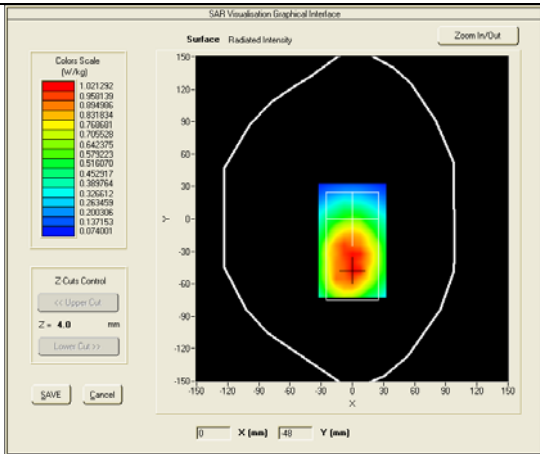 SAR Visualisation Graphical Interface
Surface Radiated Intensity
Zoom In/Out
Colors Scale
(W/kg)
1.021292
0.958139
0.894986
0.831834
0.768681
0.705528
0.642375
0.579223
0.516070
0.452917
0.389764
0.326612
0.263459
0.200306
0.137153
0.074001
Z-Cuts Control
<< Upper Cut
Z = 4.0 mm
Lower Cut >>
SAVE Cancel
150
120
90
60
30
0
-30
-60
-90
-120
-150
Y
-150 -120 -90 -60 -30 0 30 60 90 120 150
X
0 X (mm) -48 Y (mm)